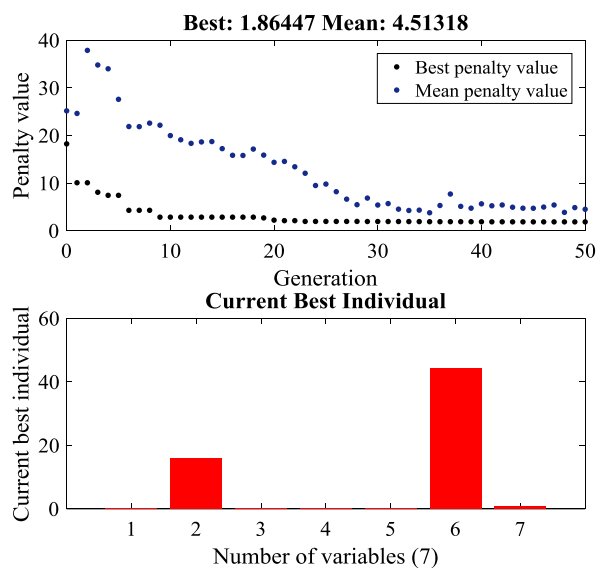 Best: 1.86447 Mean: 4.51318
40
30
20
10
0
Penalty value
Best penalty value
Mean penalty value
0 10 20 30 40 50
Generation
Current Best Individual
60
40
20
0
Current best individual
1 2 3 4 5 6 7
Number of variables (7)